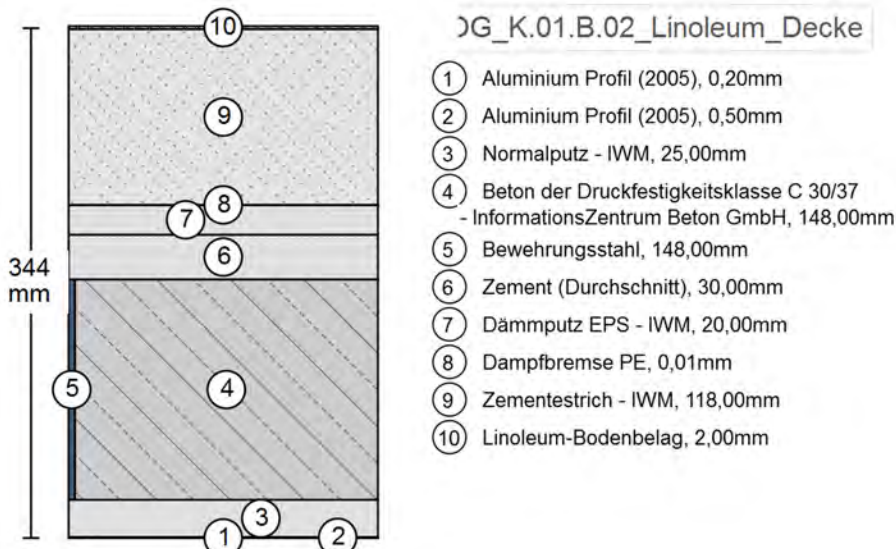 OG_K.01.B.02_Linoleum_Decke
1 Aluminium Profil (2005), 0,20mm
2 Aluminium Profil (2005), 0,50mm
3 Normalputz - IWM, 25,00mm
4 Beton der Druckfestigkeitsklasse C 30/37
- InformationsZentrum Beton GmbH, 148,00mm
5 Bewehrungsstahl, 148,00mm
6 Zement (Durchschnitt), 30,00mm
7 Dämmputz EPS - IWM, 20,00mm
8 Dampfbremse PE, 0,01mm
9 Zementestrich - IWM, 118,00mm
10 Linoleum-Bodenbelag, 2,00mm
344
mm
10
9
8
7
6
5
4
3
1
2